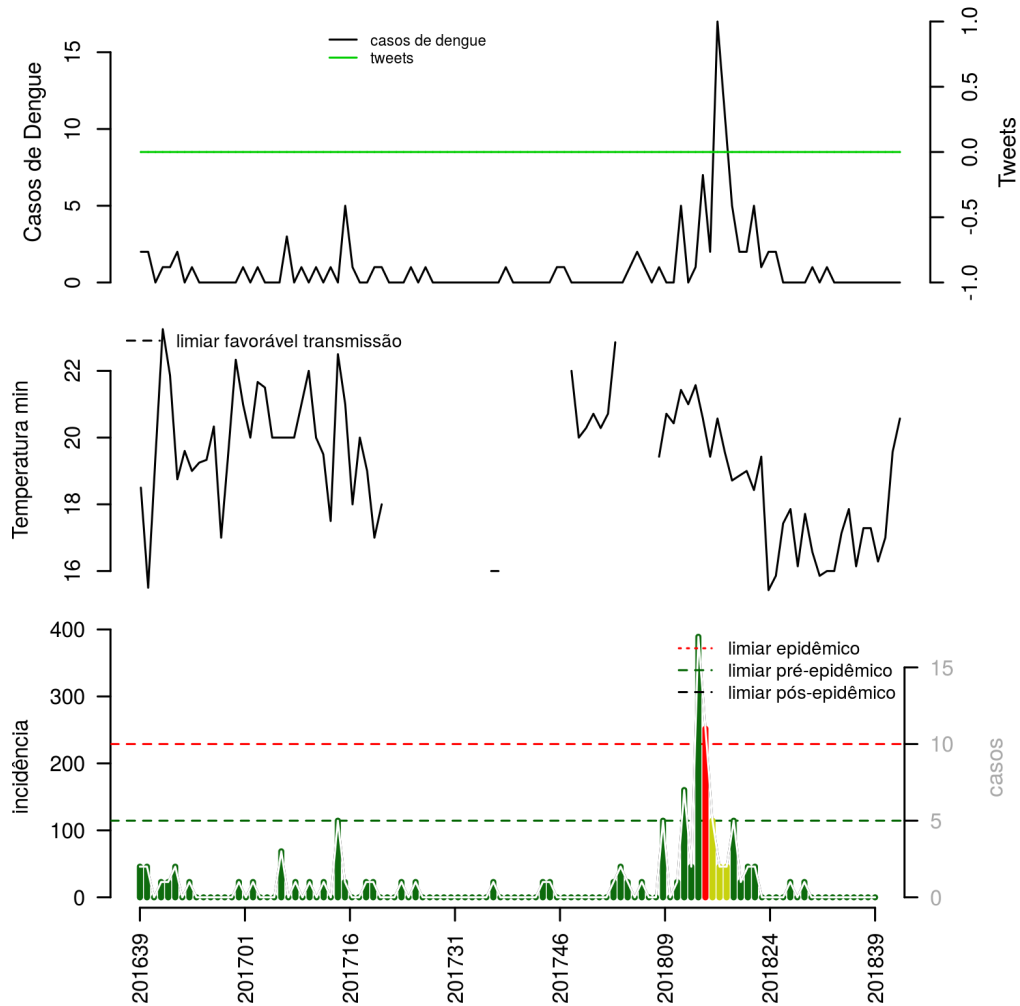 casos de dengue
tweets
Casos de Dengue
0
5
10
15
Tweets
-1.0
-0.5
0.0
0.5
1.0
limiar favorável transmissão
Temperatura min
16
18
20
22
limiar epidêmico
limiar pré-epidêmico
limiar pós-epidêmico
incidência
0
100
200
300
400
casos
0
5
10
15
201639
201701
201716
201731
201746
201809
201824
201839